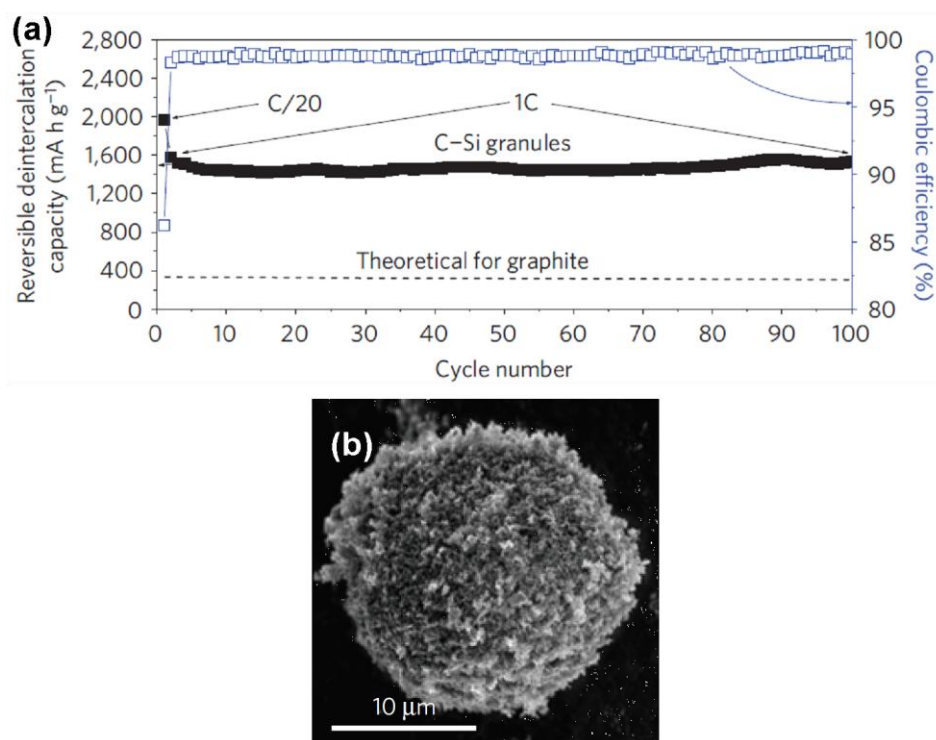 (a)
Reversible deintercalation
capacity (mA h g⁻¹)
2,800
2,400
2,000
1,600
1,200
800
400
0
C/20
1C
C–Si granules
Theoretical for graphite
100
95
90
85
80
Coulombic efficiency (%)
0 10 20 30 40 50 60 70 80 90 100
Cycle number
(b)
10 μm